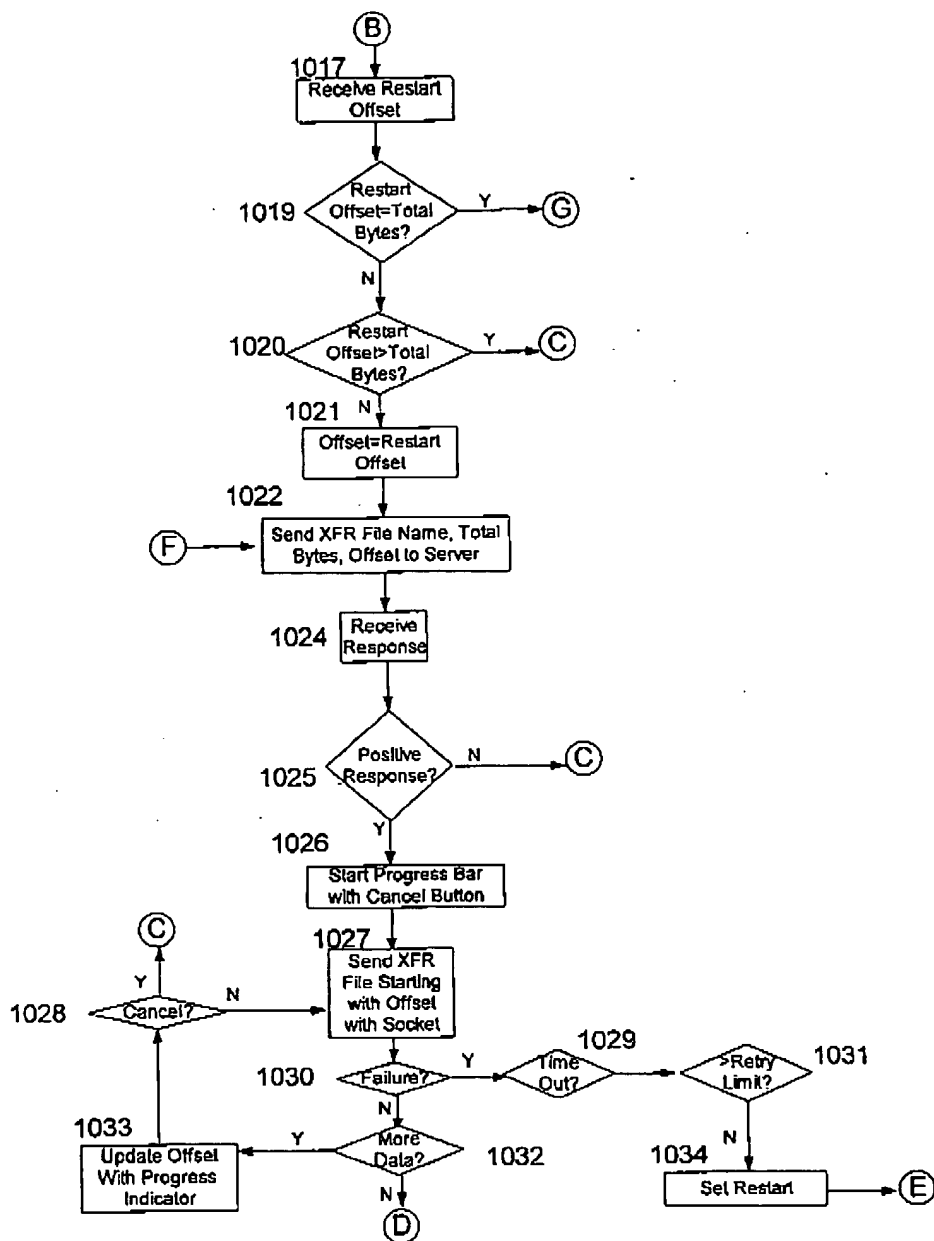 B
1017
Receive Restart
Offset
1019
Restart
Offset=Total
Bytes?
Y
G
N
1020
Restart
Offset>Total
Bytes?
Y
C
1021
N
Offset=Restart
Offset
1022
F
Send XFR File Name, Total
Bytes, Offset to Server
1024
Receive
Response
1025
Positive
Response?
N
C
1026
Y
Start Progress Bar
with Cancel Button
C
1027
Send XFR
File Starting
with Offset
with Socket
Y
1028
Cancel?
N
1030
Failure?
Y
1029
Time
Out?
>Retry
Limit?
1031
N
1033
Update Offset
With Progress
Indicator
Y
More
Data?
1032
N
D
N
1034
Set Restart
E